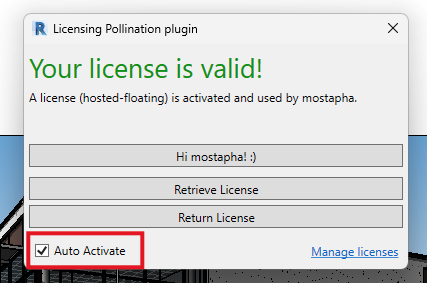 Licensing Pollination plugin
Your license is valid!
A license (hosted-floating) is activated and used by mostapha.
Hi mostapha! :)
Retrieve License
Return License
Auto Activate
Manage licenses